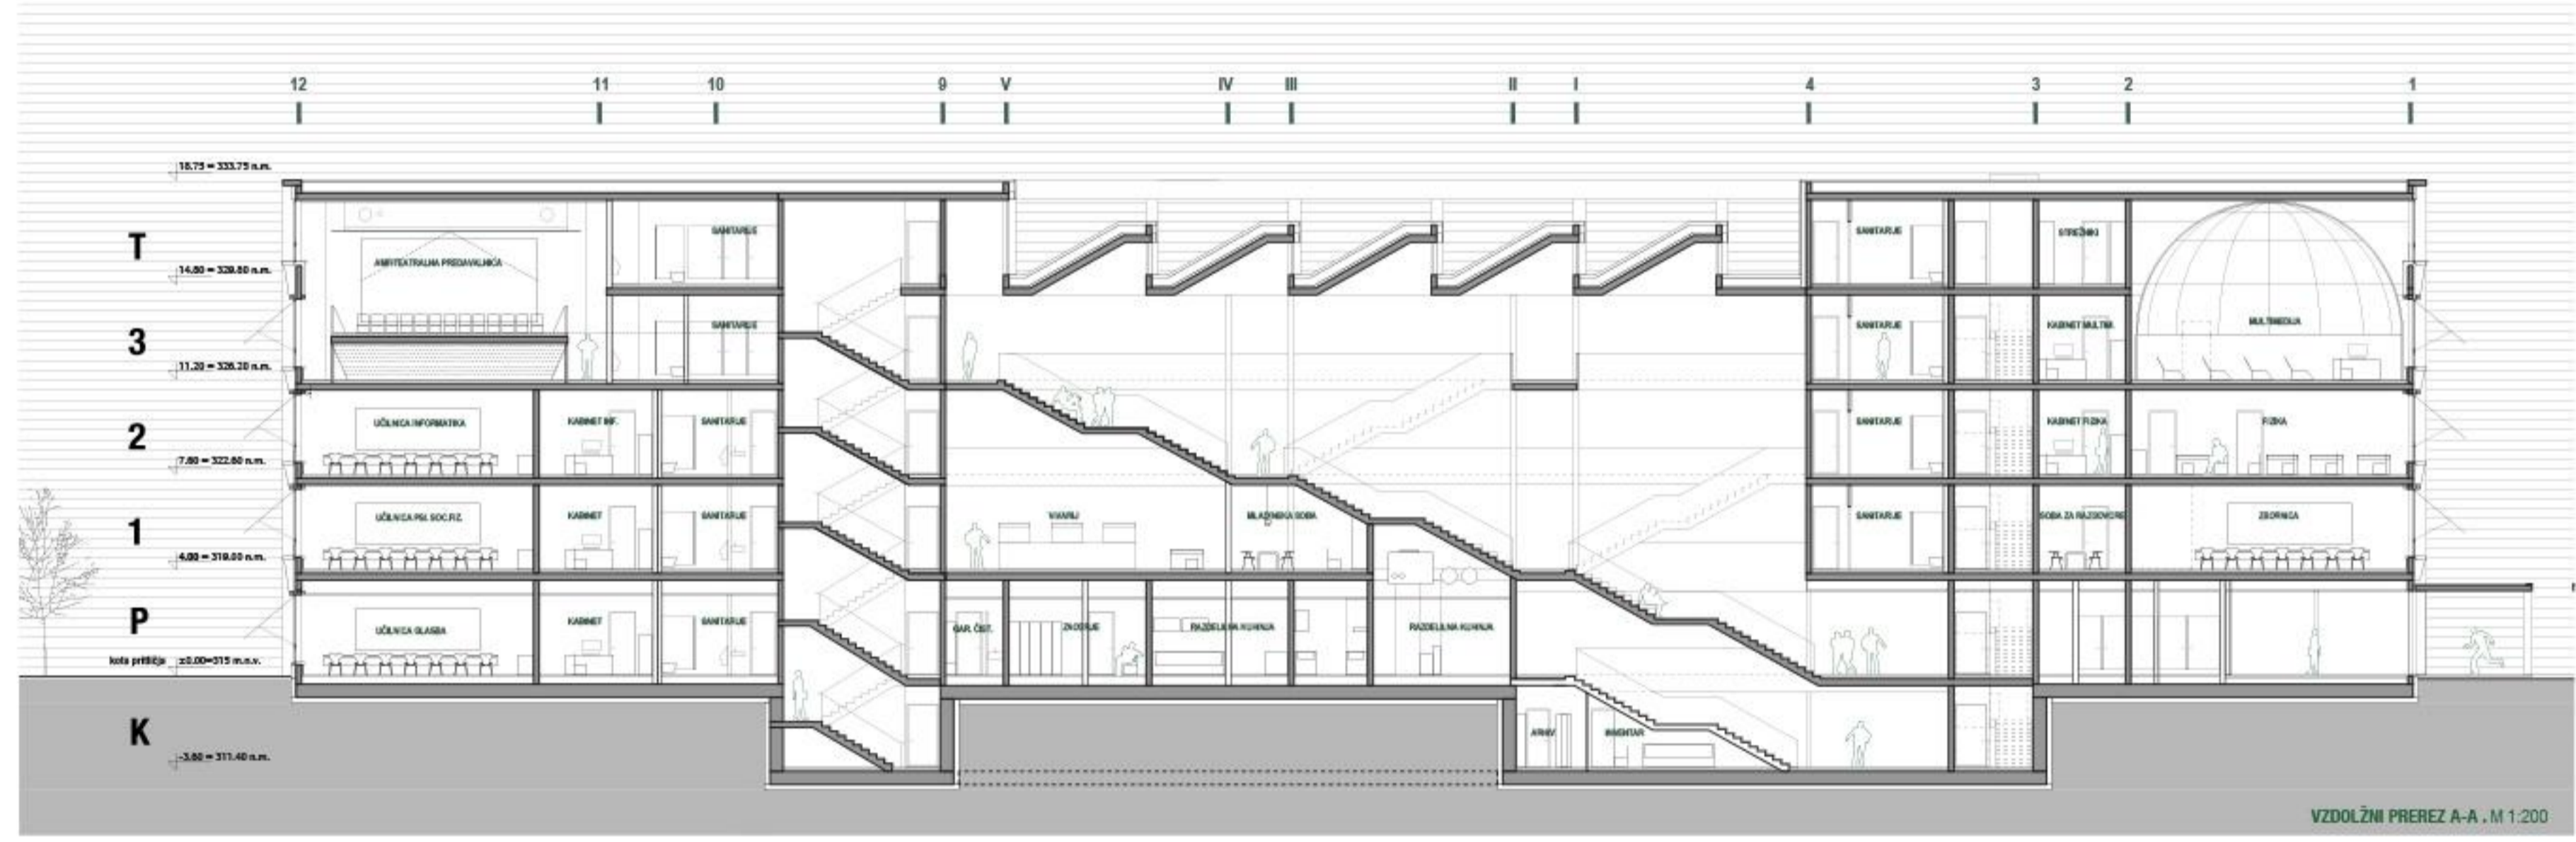 12 11 10 9 V IV III II I 4 3 2 1
18.75 = 333.75 n.m.
T
SANITARIJE
SANITARIJE
STREŽNIKI
AMFITEATRALNA PREDAVALNICA
14.80 = 329.80 n.m.
3
SANITARIJE
SANITARIJE
KABINET MULTIM.
MULTIMEDIJA
11.20 = 326.20 n.m.
2
UČILNICA INFORMATIKA
KABINET INF.
SANITARIJE
SANITARIJE
KABINET FIZIKA
FIZIKA
7.60 = 322.60 n.m.
1
UČILNICA PSI. SOC. FIZ.
KABINET
SANITARIJE
VIVARIJ
MLADINSKA SOBA
SANITARIJE
SOBA ZA RAZGOVORE
ZBORNICA
4.00 = 319.00 n.m.
P
UČILNICA GLASBA
KABINET
SANITARIJE
GAR. ČIST.
ZAODRJE
RAZDELILNA KUHINJA
RAZDELILNA KUHINJA
kota pritličja ±0.00=315 m.n.v.
K
ARHIV
INVENTAR
-3.60 = 311.40 n.m.
VZDOLŽNI PREREZ A-A . M 1:200